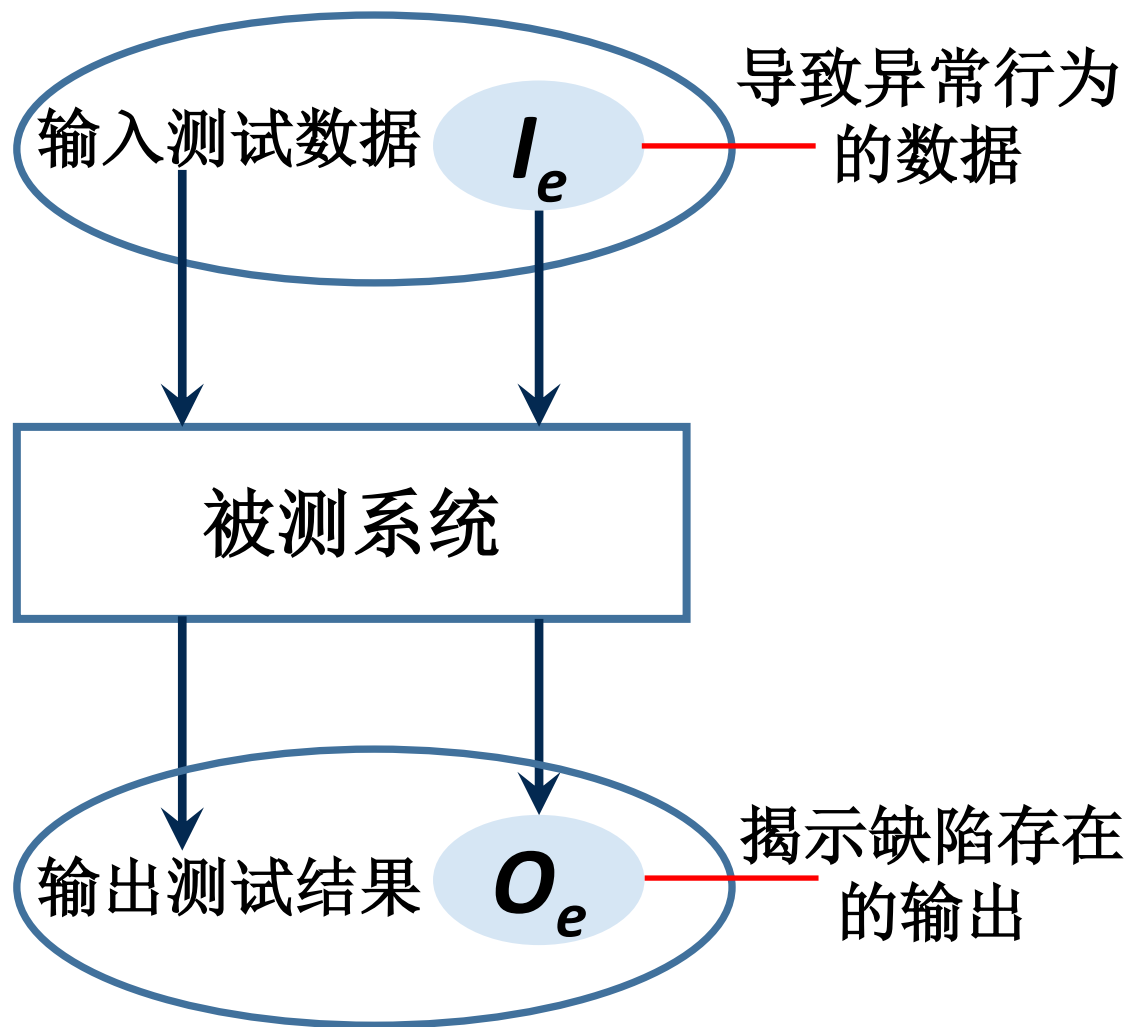 导致异常行为
的数据
输入测试数据
Ie
被测系统
揭示缺陷存在
的输出
输出测试结果
Oe